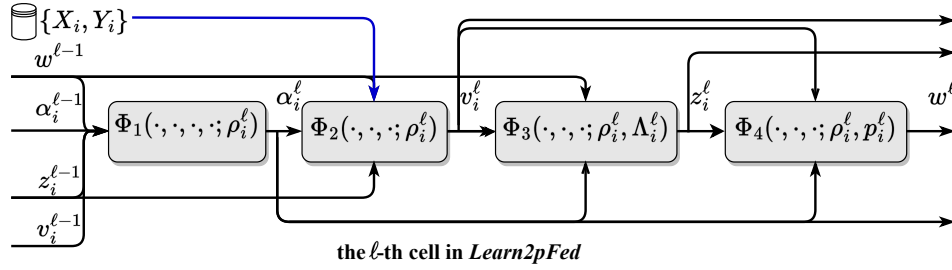 {X_i, Y_i}
w^{ℓ-1}
α_i^{ℓ-1}
z_i^{ℓ-1}
v_i^{ℓ-1}
Φ_1(·, ·, ·, ·; ρ_i^ℓ)
α_i^ℓ
Φ_2(·, ·, ·; ρ_i^ℓ)
v_i^ℓ
Φ_3(·, ·, ·; ρ_i^ℓ, Λ_i^ℓ)
z_i^ℓ
Φ_4(·, ·, ·; ρ_i^ℓ, p_i^ℓ)
the ℓ-th cell in Learn2pFed